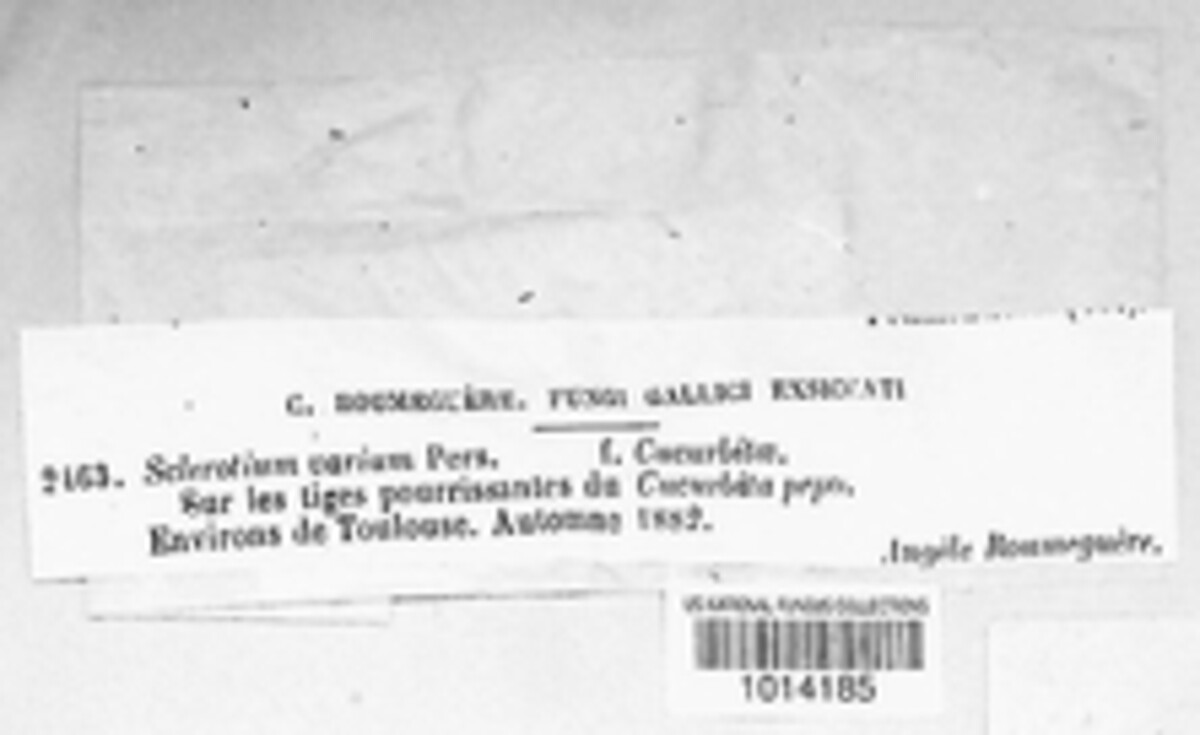 C. ROUMEGUÈRE. FUNGI GALLICI EXSICCATI
2463. Sclerotium varium Pers. f. Cucurbitæ.
Sur les tiges pourrissantes du Cucurbita pepo.
Environs de Toulouse. Automne 1882.
Angèle Roumeguère.
US NATIONAL FUNGUS COLLECTIONS
1014185